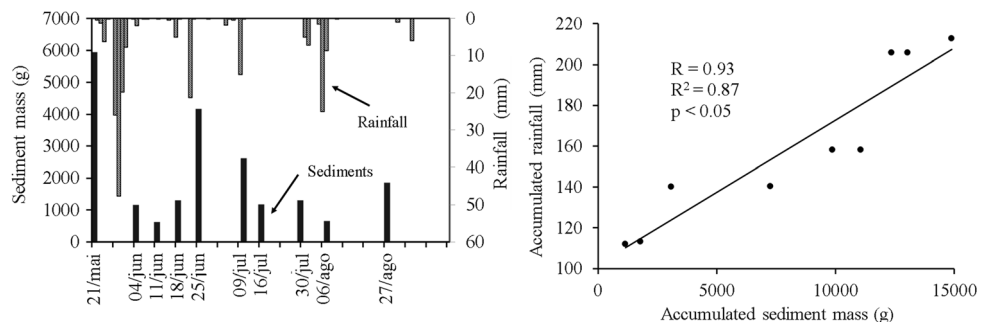 7000
6000
5000
4000
3000
2000
1000
0
Sediment mass (g)
0
10
20
30
40
50
60
Rainfall (mm)
Rainfall
Sediments
21/mai
04/jun
11/jun
18/jun
25/jun
09/jul
16/jul
30/jul
06/ago
27/ago
220
200
180
160
140
120
100
Accumulated rainfall (mm)
R = 0.93
R² = 0.87
p < 0.05
0
5000
10000
15000
Accumulated sediment mass (g)